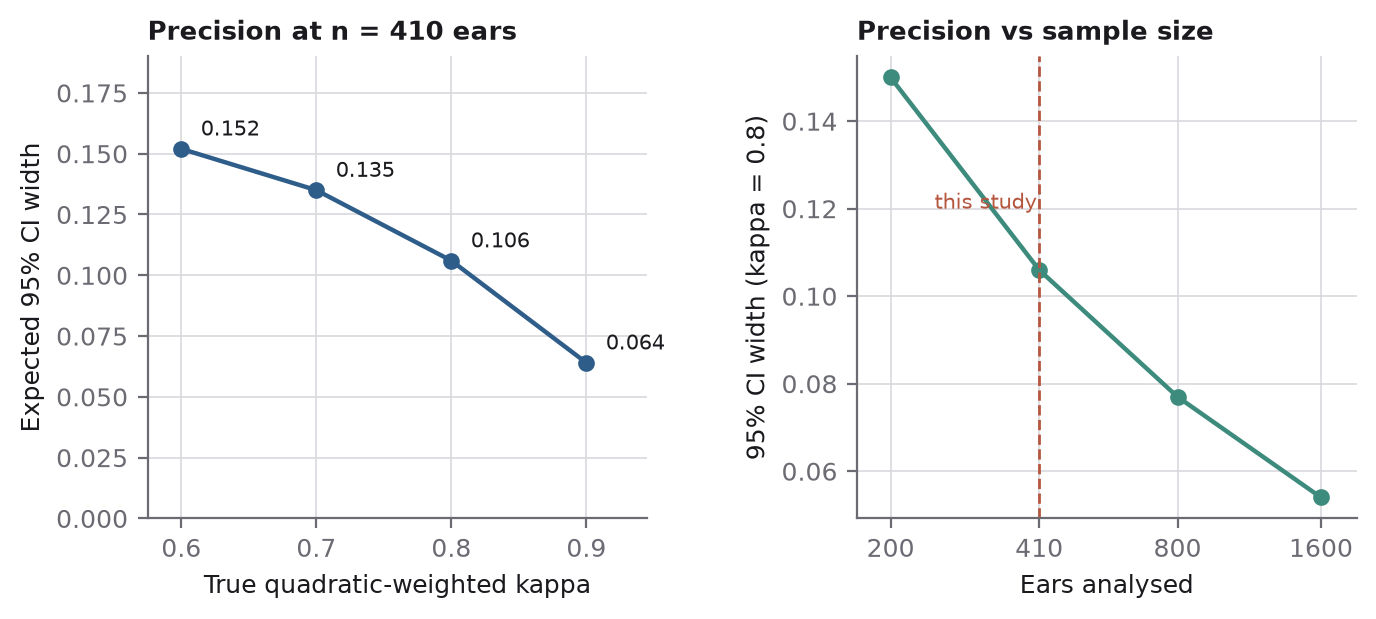 Precision at n = 410 ears
Expected 95% CI width
0.175
0.150
0.125
0.100
0.075
0.050
0.025
0.000
0.152
0.135
0.106
0.064
0.6 0.7 0.8 0.9
True quadratic-weighted kappa
Precision vs sample size
95% CI width (kappa = 0.8)
0.14
0.12
0.10
0.08
0.06
this study
200 410 800 1600
Ears analysed